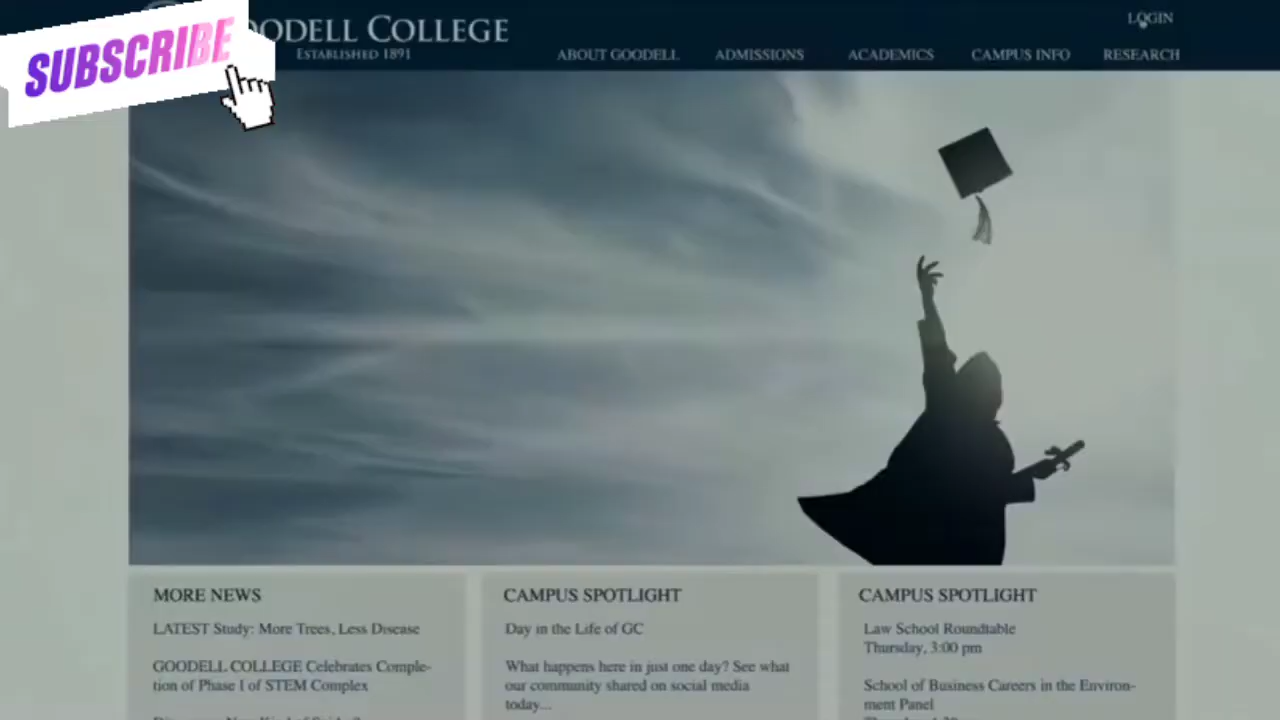 SUBSCRIBE
GOODELL COLLEGE
ESTABLISHED 1891
LOGIN
ABOUT GOODELL ADMISSIONS ACADEMICS CAMPUS INFO RESEARCH
MORE NEWS
LATEST Study: More Trees, Less Disease
GOODELL COLLEGE Celebrates Comple-
tion of Phase I of STEM Complex
CAMPUS SPOTLIGHT
Day in the Life of GC
What happens here in just one day? See what
our community shared on social media
today...
CAMPUS SPOTLIGHT
Law School Roundtable
Thursday, 3:00 pm
School of Business Careers in the Environ-
ment Panel